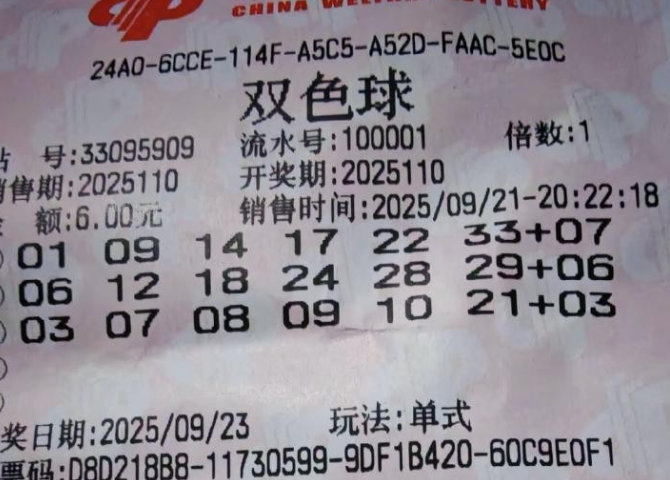 CHINA WELFARE LOTTERY
24A0-6CCE-114F-A5C5-A52D-FAAC-5E0C
双色球
站 号:33095909 流水号:100001 倍数:1
销售期:2025110 开奖期:2025110
金 额:6.00元 销售时间:2025/09/21-20:22:18
01 09 14 17 22 33+07
06 12 18 24 28 29+06
03 07 08 09 10 21+03
奖日期:2025/09/23 玩法:单式
票码:D8D218B8-11730599-9DF1B420-60C9E0F1